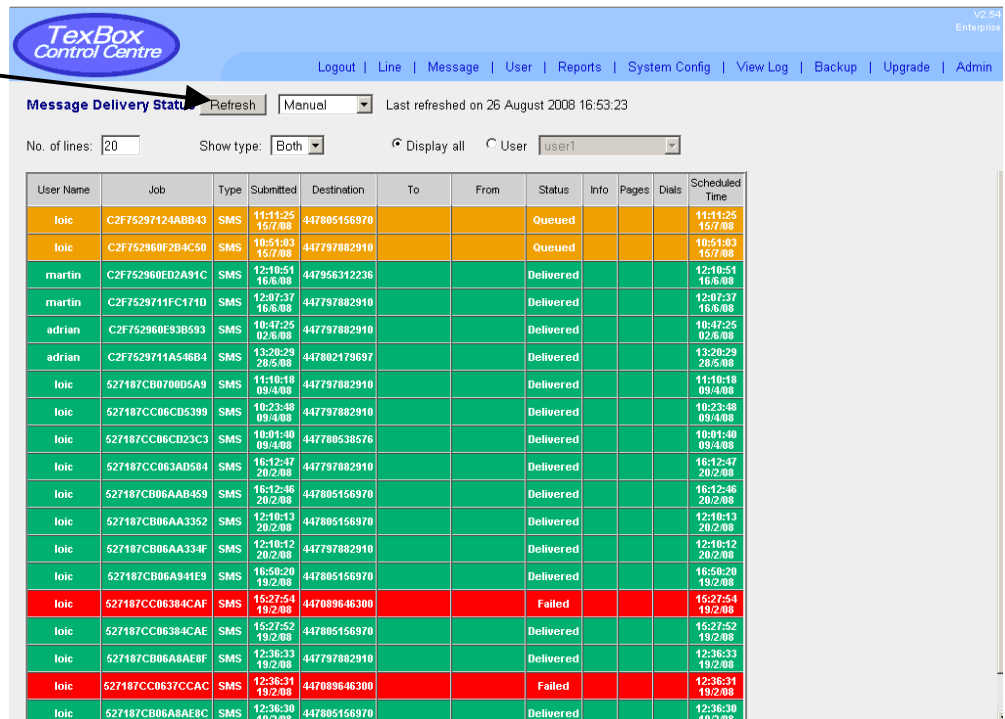 V2.54
Enterprise
TexBox
Control Centre
Logout | Line | Message | User | Reports | System Config | View Log | Backup | Upgrade | Admin
Message Delivery Status Refresh Manual Last refreshed on 26 August 2008 16:53:23
No. of lines: 20 Show type: Both Display all User user1
User Name Job Type Submitted Destination To From Status Info Pages Dials Scheduled Time
loic C2F75297124ABB43 SMS 11:11:25 15/7/08 447805156970 Queued 11:11:25 15/7/08
loic C2F752960F2B4C50 SMS 10:51:03 15/7/08 447797882910 Queued 10:51:03 15/7/08
martin C2F752960ED2A91C SMS 12:10:51 16/6/08 447956312236 Delivered 12:10:51 16/6/08
martin C2F7529711FC171D SMS 12:07:37 16/6/08 447797882910 Delivered 12:07:37 16/6/08
adrian C2F752960E93B593 SMS 10:47:25 02/6/08 447797882910 Delivered 10:47:25 02/6/08
adrian C2F7529711A546B4 SMS 13:20:29 28/5/08 447802179697 Delivered 13:20:29 28/5/08
loic 527187CB0700D5A9 SMS 11:10:18 09/4/08 447797882910 Delivered 11:10:18 09/4/08
loic 527187CC06CD5399 SMS 10:23:48 09/4/08 447797882910 Delivered 10:23:48 09/4/08
loic 527187CC06CD23C3 SMS 10:01:40 09/4/08 447780538576 Delivered 10:01:40 09/4/08
loic 527187CC063AD584 SMS 16:12:47 20/2/08 447797882910 Delivered 16:12:47 20/2/08
loic 527187CB06AAB459 SMS 16:12:46 20/2/08 447805156970 Delivered 16:12:46 20/2/08
loic 527187CB06AA3352 SMS 12:10:13 20/2/08 447805156970 Delivered 12:10:13 20/2/08
loic 527187CB06AA334F SMS 12:10:12 20/2/08 447797882910 Delivered 12:10:12 20/2/08
loic 527187CB06A941E9 SMS 16:50:20 19/2/08 447805156970 Delivered 16:50:20 19/2/08
loic 527187CC06384CAF SMS 15:27:54 19/2/08 447089646300 Failed 15:27:54 19/2/08
loic 527187CC06384CAE SMS 15:27:52 19/2/08 447805156970 Delivered 15:27:52 19/2/08
loic 527187CB06A8AE8F SMS 12:36:33 19/2/08 447797882910 Delivered 12:36:33 19/2/08
loic 527187CC0637CCAC SMS 12:36:31 19/2/08 447089646300 Failed 12:36:31 19/2/08
loic 527187CB06A8AE8C SMS 12:36:30 19/2/08 447805156970 Delivered 12:36:30 19/2/08